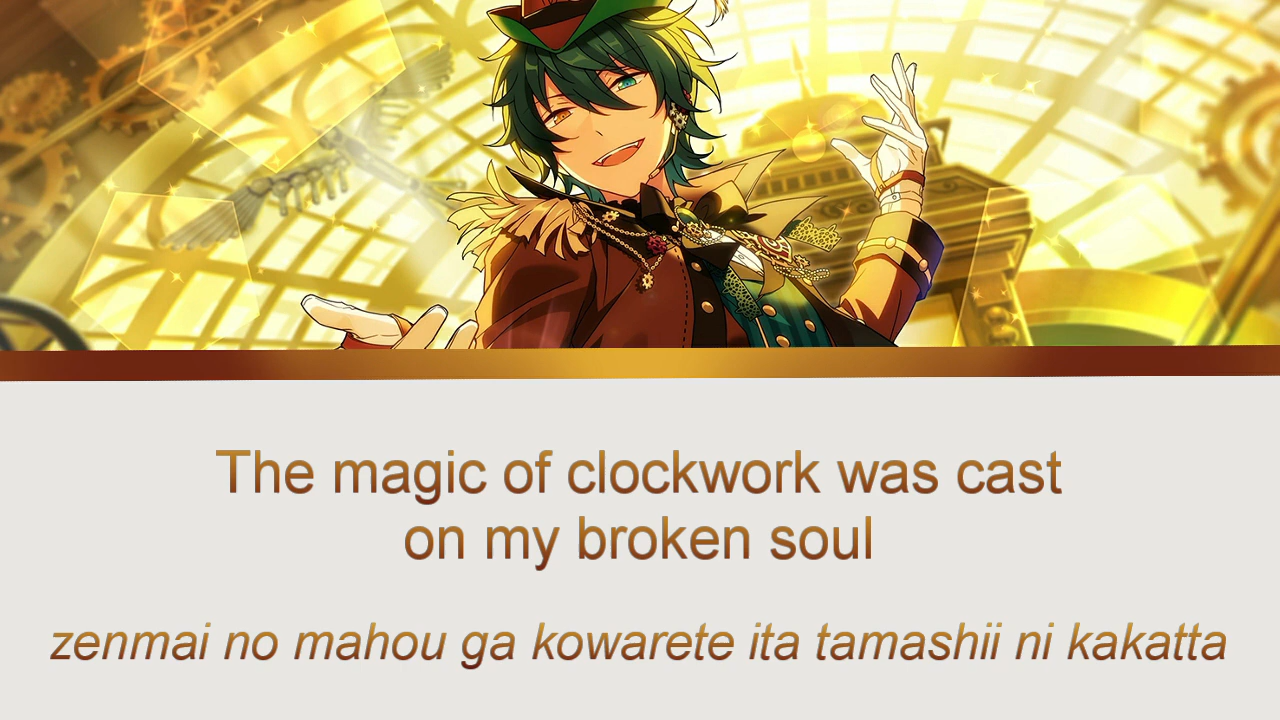 The magic of clockwork was cast
on my broken soul
zenmai no mahou ga kowarete ita tamashii ni kakatta